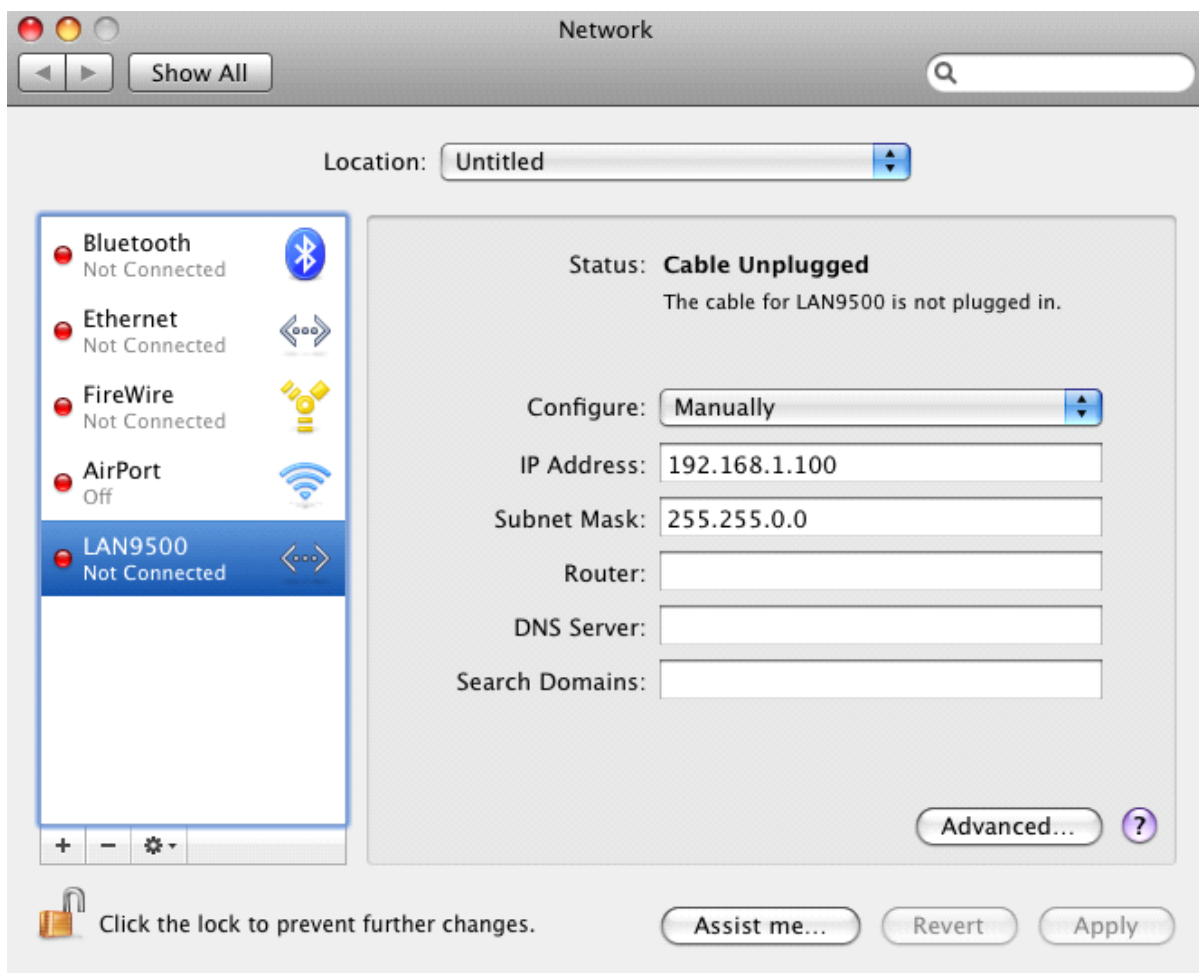 Network
Show All
Location: Untitled
Bluetooth
Not Connected
Ethernet
Not Connected
FireWire
Not Connected
AirPort
Off
LAN9500
Not Connected
Status: Cable Unplugged
The cable for LAN9500 is not plugged in.
Configure: Manually
IP Address: 192.168.1.100
Subnet Mask: 255.255.0.0
Router:
DNS Server:
Search Domains:
Advanced... ?
Click the lock to prevent further changes.
Assist me... Revert Apply